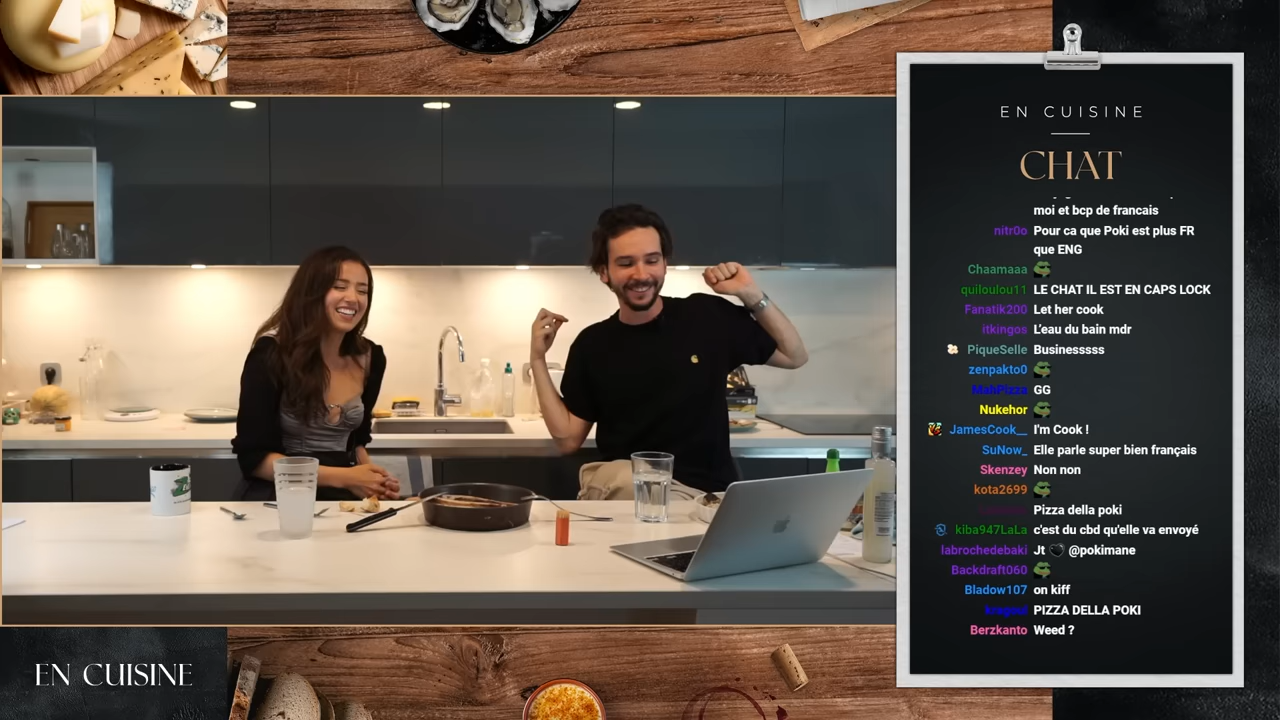 EN CUISINE
CHAT
moi et bcp de francais
nitr0o Pour ca que Poki est plus FR
que ENG
Chaamaaa
quiloulou11 LE CHAT IL EST EN CAPS LOCK
Fanatik200 Let her cook
itkingos L'eau du bain mdr
PiqueSelle Businesssss
zenpakto0
MahPizza GG
Nukehor
JamesCook__ I'm Cook !
SuNow_ Elle parle super bien français
Skenzey Non non
kota2699
Pizza della poki
kiba947LaLa c'est du cbd qu'elle va envoyé
labrochedebaki Jt @pokimane
Backdraft060
Bladow107 on kiff
PIZZA DELLA POKI
Berzkanto Weed ?
EN CUISINE